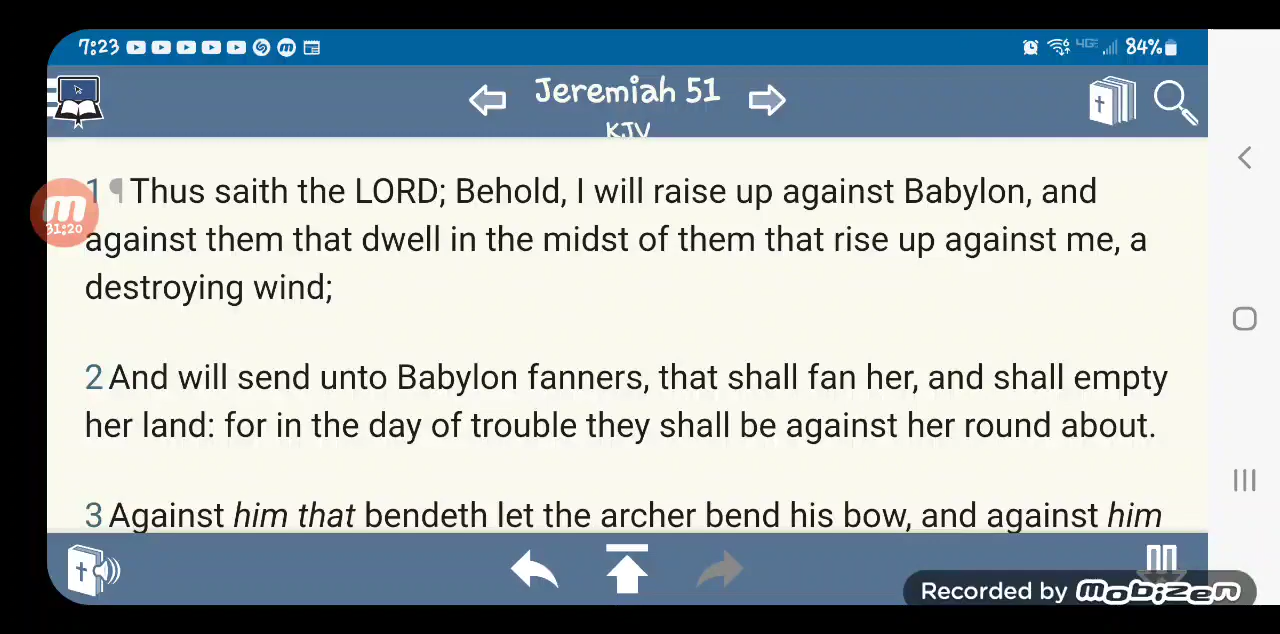 7:23 84%
Jeremiah 51
KJV
1 ¶ Thus saith the LORD; Behold, I will raise up against Babylon, and
31:20
against them that dwell in the midst of them that rise up against me, a
destroying wind;
2 And will send unto Babylon fanners, that shall fan her, and shall empty
her land: for in the day of trouble they shall be against her round about.
3 Against him that bendeth let the archer bend his bow, and against him
Recorded by mobizen